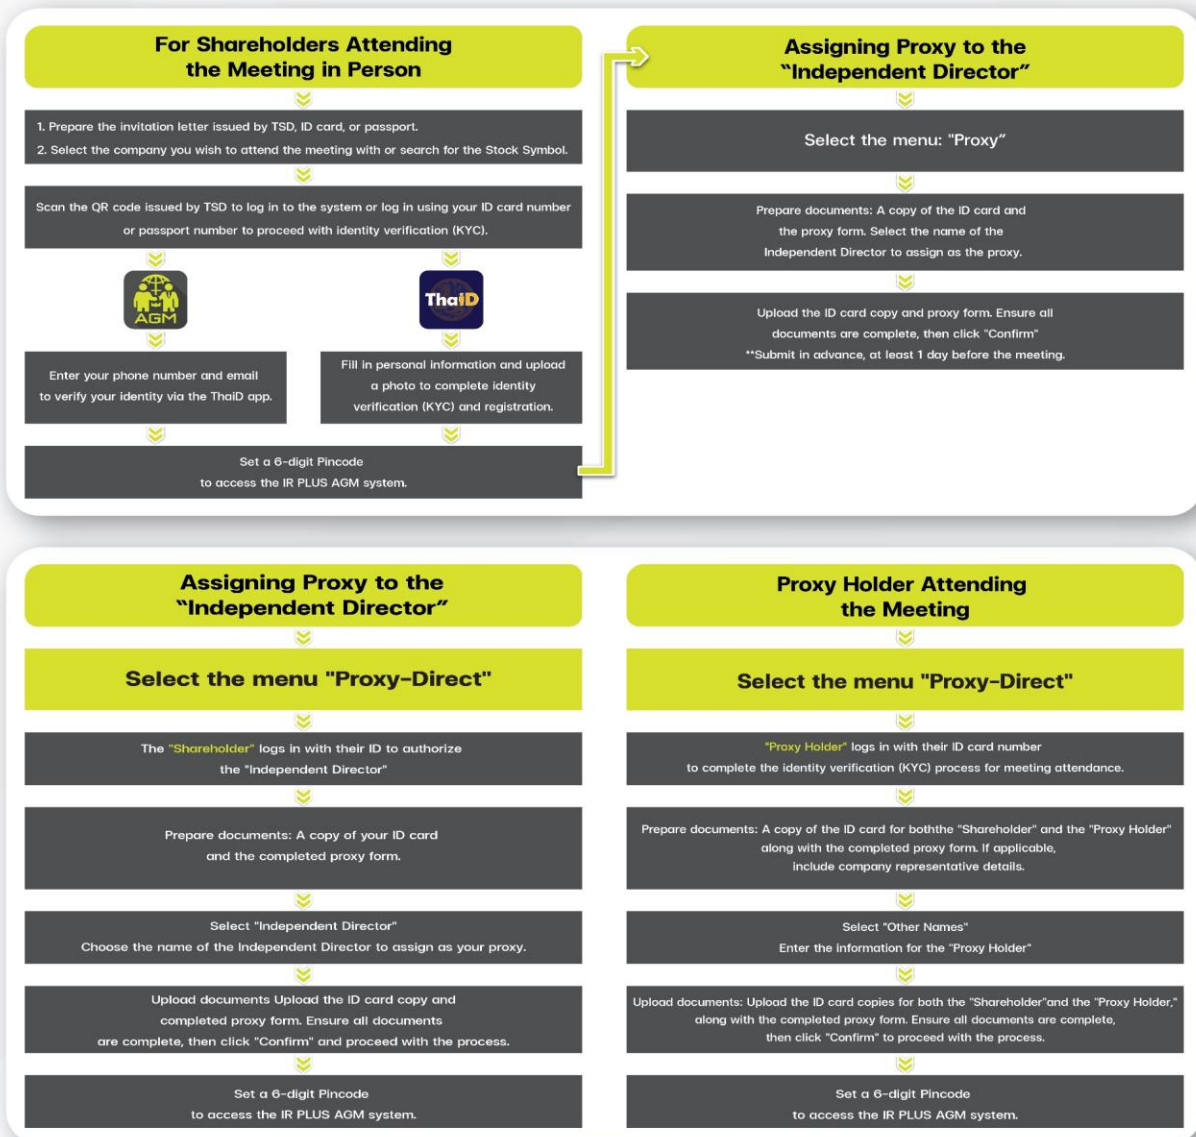 For Shareholders Attending
the Meeting in Person
1. Prepare the invitation letter issued by TSD, ID card, or passport.
2. Select the company you wish to attend the meeting with or search for the Stock Symbol.
Scan the QR code issued by TSD to log in to the system or log in using your ID card number
or passport number to proceed with identity verification (KYC).
AGM
ThaiD
Enter your phone number and email
to verify your identity via the ThaiD app.
Fill in personal information and upload
a photo to complete identity
verification (KYC) and registration.
Set a 6-digit Pincode
to access the IR PLUS AGM system.
Assigning Proxy to the
“Independent Director”
Select the menu: "Proxy”
Prepare documents: A copy of the ID card and
the proxy form. Select the name of the
Independent Director to assign as the proxy.
Upload the ID card copy and proxy form. Ensure all
documents are complete, then click "Confirm"
**Submit in advance, at least 1 day before the meeting.
Assigning Proxy to the
“Independent Director”
Select the menu "Proxy-Direct"
The "Shareholder" logs in with their ID to authorize
the "Independent Director"
Prepare documents: A copy of your ID card
and the completed proxy form.
Select "Independent Director"
Choose the name of the Independent Director to assign as your proxy.
Upload documents Upload the ID card copy and
completed proxy form. Ensure all documents
are complete, then click "Confirm" and proceed with the process.
Set a 6-digit Pincode
to access the IR PLUS AGM system.
Proxy Holder Attending
the Meeting
Select the menu "Proxy-Direct"
"Proxy Holder" logs in with their ID card number
to complete the identity verification (KYC) process for meeting attendance.
Prepare documents: A copy of the ID card for boththe "Shareholder" and the "Proxy Holder"
along with the completed proxy form. If applicable,
include company representative details.
Select "Other Names"
Enter the information for the "Proxy Holder"
Upload documents: Upload the ID card copies for both the "Shareholder"and the "Proxy Holder,"
along with the completed proxy form. Ensure all documents are complete,
then click "Confirm" to proceed with the process.
Set a 6-digit Pincode
to access the IR PLUS AGM system.